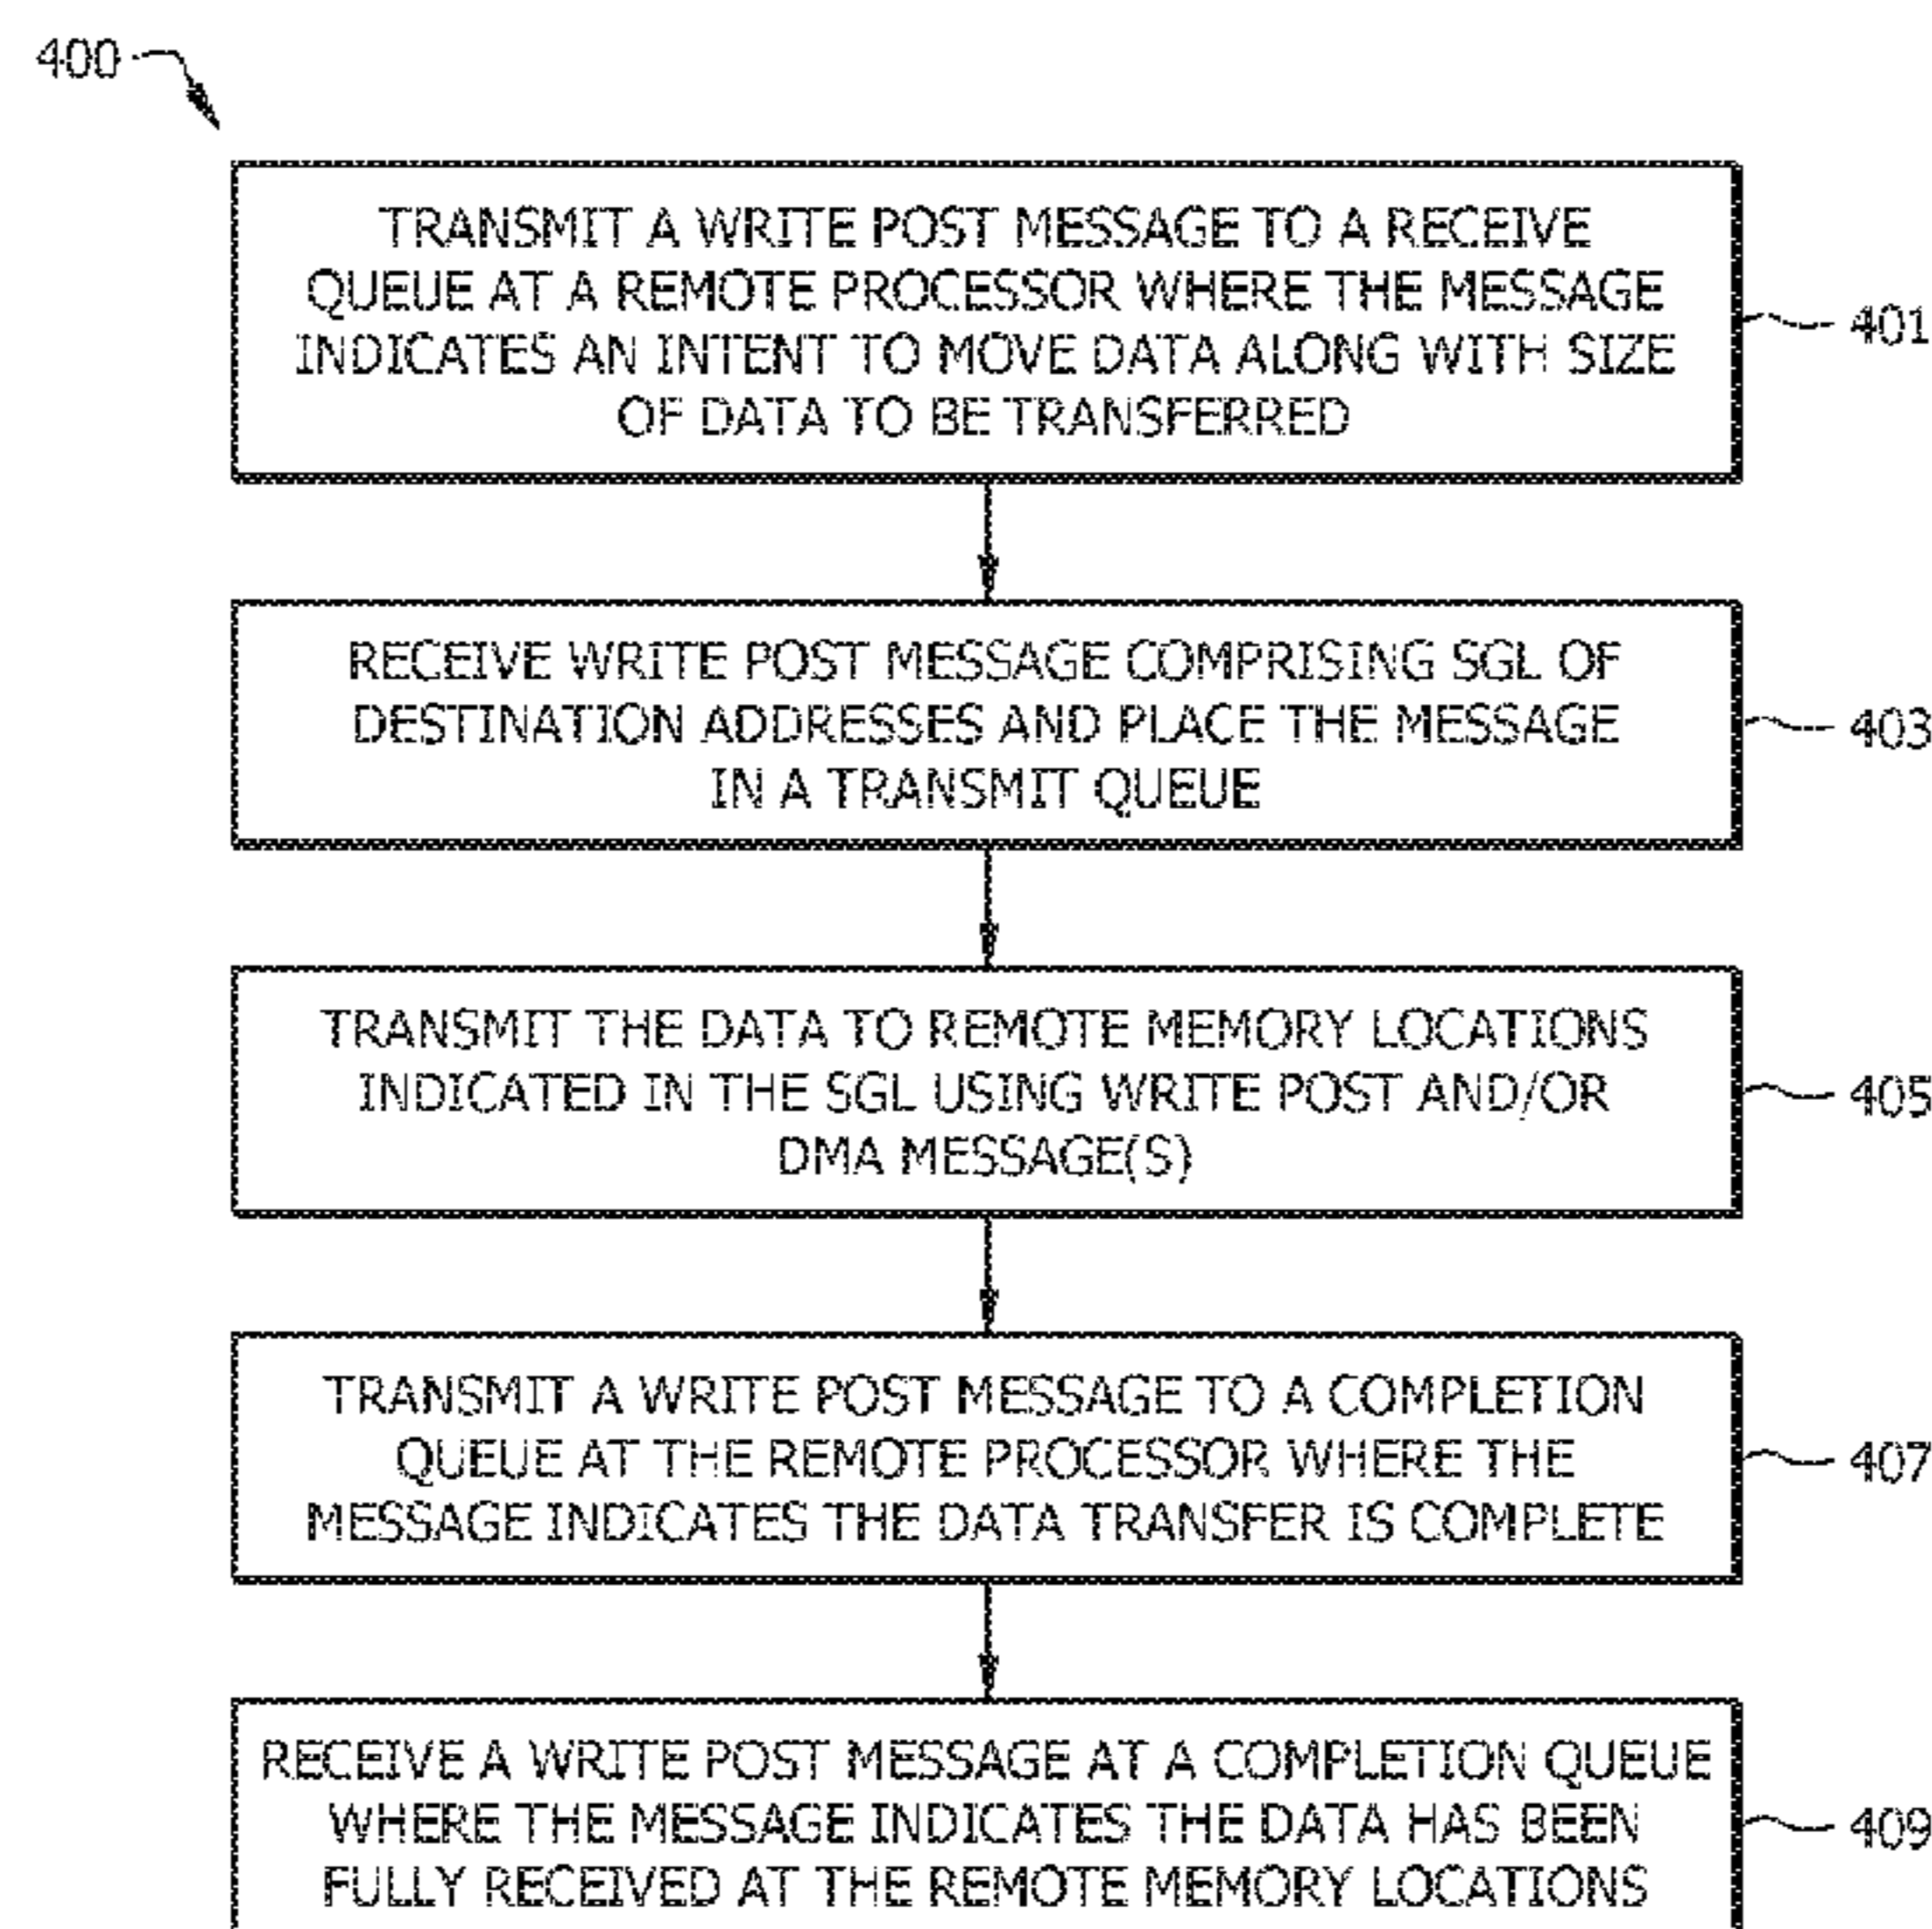 400
TRANSMIT A WRITE POST MESSAGE TO A RECEIVE
QUEUE AT A REMOTE PROCESSOR WHERE THE MESSAGE
INDICATES AN INTENT TO MOVE DATA ALONG WITH SIZE
OF DATA TO BE TRANSFERRED
401
RECEIVE WRITE POST MESSAGE COMPRISING SGL OF
DESTINATION ADDRESSES AND PLACE THE MESSAGE
IN A TRANSMIT QUEUE
403
TRANSMIT THE DATA TO REMOTE MEMORY LOCATIONS
INDICATED IN THE SGL USING WRITE POST AND/OR
DMA MESSAGE(S)
405
TRANSMIT A WRITE POST MESSAGE TO A COMPLETION
QUEUE AT THE REMOTE PROCESSOR WHERE THE
MESSAGE INDICATES THE DATA TRANSFER IS COMPLETE
407
RECEIVE A WRITE POST MESSAGE AT A COMPLETION QUEUE
WHERE THE MESSAGE INDICATES THE DATA HAS BEEN
FULLY RECEIVED AT THE REMOTE MEMORY LOCATIONS
409